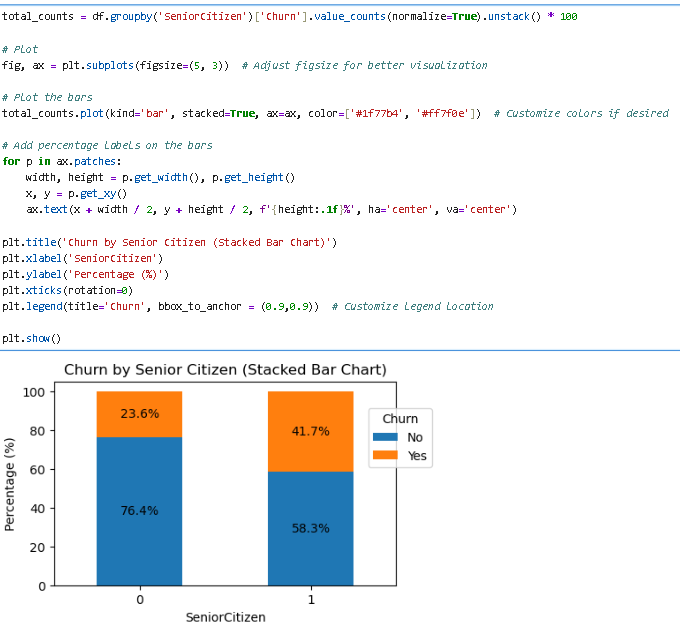 total_counts = df.groupby('SeniorCitizen')['Churn'].value_counts(normalize=True).unstack() * 100
# Plot
fig, ax = plt.subplots(figsize=(5, 3))  # Adjust figsize for better visualization
# Plot the bars
total_counts.plot(kind='bar', stacked=True, ax=ax, color=['#1f77b4', '#ff7f0e'])  # Customize colors if desired
# Add percentage labels on the bars
for p in ax.patches:
    width, height = p.get_width(), p.get_height()
    x, y = p.get_xy()
    ax.text(x + width / 2, y + height / 2, f'{height:.1f}%', ha='center', va='center')
plt.title('Churn by Senior Citizen (Stacked Bar Chart)')
plt.xlabel('SeniorCitizen')
plt.ylabel('Percentage (%)')
plt.xticks(rotation=0)
plt.legend(title='Churn', bbox_to_anchor = (0.9,0.9))  # Customize legend location
plt.show()
Churn by Senior Citizen (Stacked Bar Chart)
Percentage (%)
100
80
60
40
20
0
23.6%
76.4%
41.7%
58.3%
Churn
No
Yes
0
1
SeniorCitizen